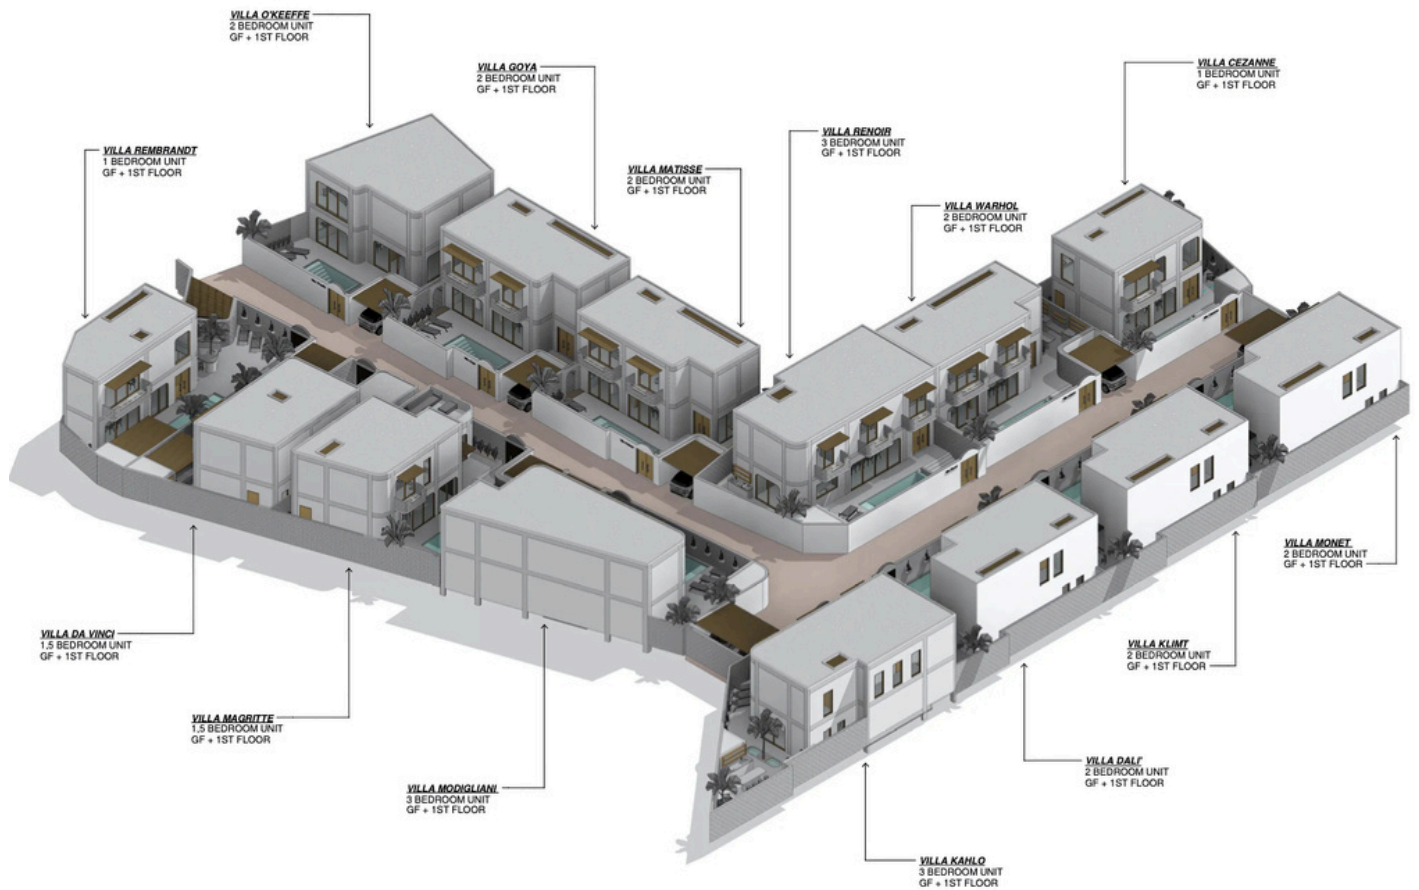 VILLA O'KEEFFE
2 BEDROOM UNIT
GF + 1ST FLOOR
VILLA GOYA
2 BEDROOM UNIT
GF + 1ST FLOOR
VILLA CEZANNE
1 BEDROOM UNIT
GF + 1ST FLOOR
VILLA REMBRANDT
1 BEDROOM UNIT
GF + 1ST FLOOR
VILLA RENOIR
3 BEDROOM UNIT
GF + 1ST FLOOR
VILLA MATISSE
2 BEDROOM UNIT
GF + 1ST FLOOR
VILLA WARHOL
2 BEDROOM UNIT
GF + 1ST FLOOR
VILLA MONET
2 BEDROOM UNIT
GF + 1ST FLOOR
VILLA DA VINCI
1,5 BEDROOM UNIT
GF + 1ST FLOOR
VILLA KLIMT
2 BEDROOM UNIT
GF + 1ST FLOOR
VILLA MAGRITTE
1,5 BEDROOM UNIT
GF + 1ST FLOOR
VILLA DALI'
2 BEDROOM UNIT
GF + 1ST FLOOR
VILLA MODIGLIANI
3 BEDROOM UNIT
GF + 1ST FLOOR
VILLA KAHLO
3 BEDROOM UNIT
GF + 1ST FLOOR